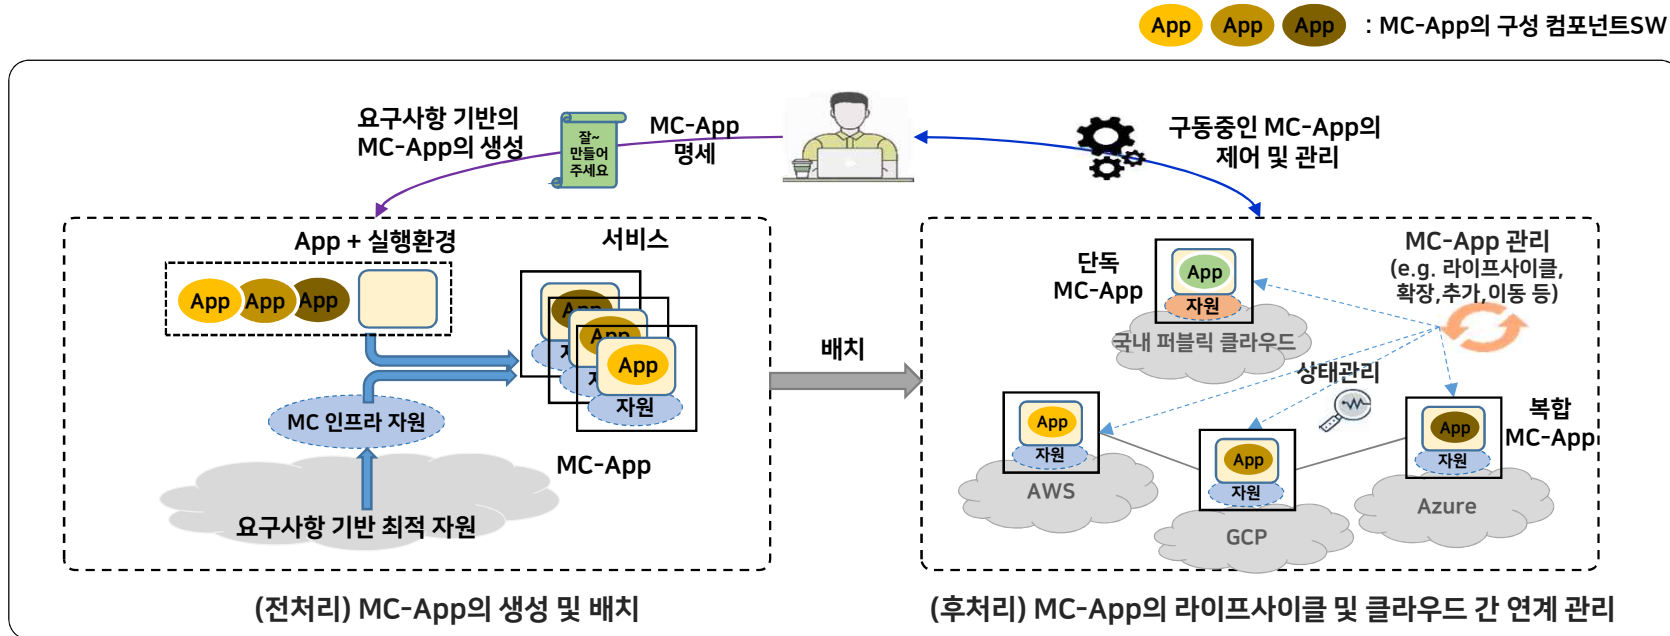 App App App : MC-App의 구성 컴포넌트SW
요구사항 기반의
MC-App의 생성
잘~
만들어
주세요
MC-App
명세
구동중인 MC-App의
제어 및 관리
App + 실행환경
서비스
App App App
App
자
App
자
App
자원
MC 인프라 자원
MC-App
요구사항 기반 최적 자원
배치
단독
MC-App
App
자원
국내 퍼블릭 클라우드
MC-App 관리
(e.g. 라이프사이클,
확장,추가,이동 등)
상태관리
App
자원
AWS
App
자원
GCP
App
자원
Azure
복합
MC-App
(전처리) MC-App의 생성 및 배치
(후처리) MC-App의 라이프사이클 및 클라우드 간 연계 관리